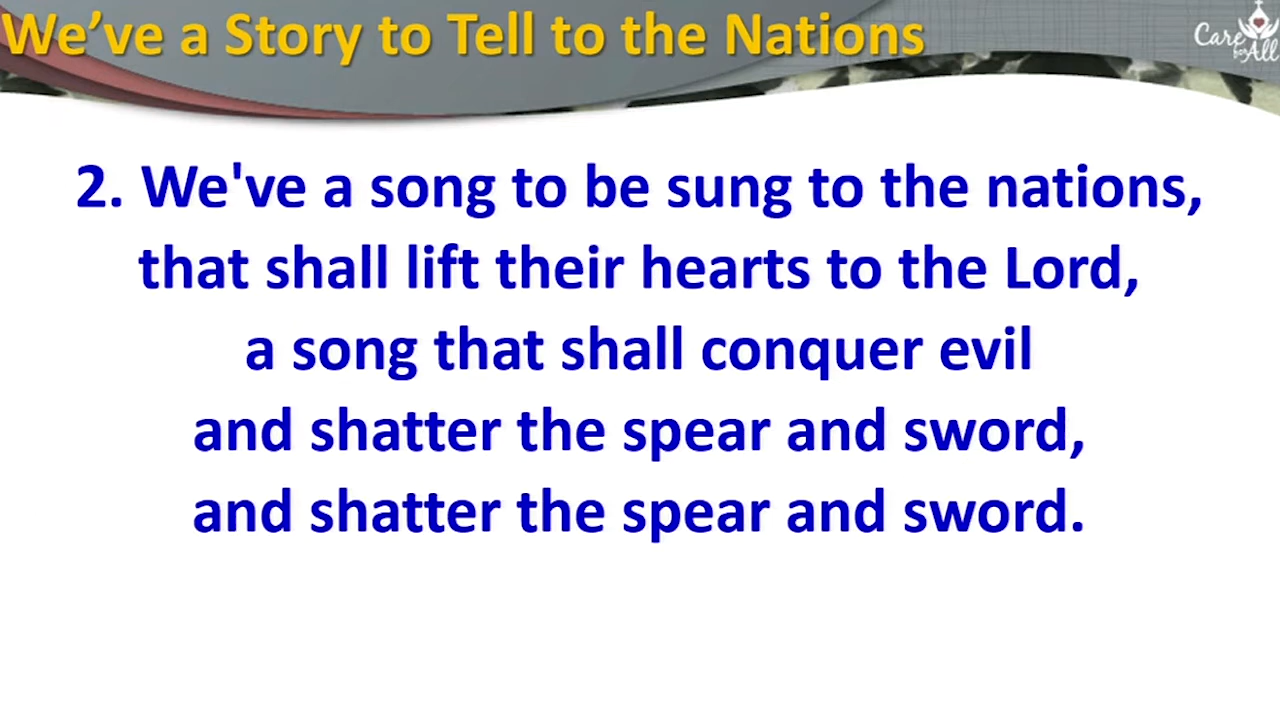 We’ve a Story to Tell to the Nations
Care
for All
2. We've a song to be sung to the nations,
that shall lift their hearts to the Lord,
a song that shall conquer evil
and shatter the spear and sword,
and shatter the spear and sword.